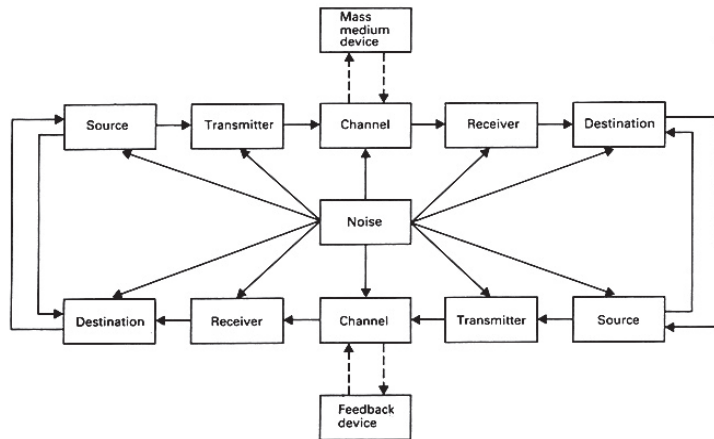 Mass
medium
device
Source
Transmitter
Channel
Receiver
Destination
Noise
Destination
Receiver
Channel
Transmitter
Source
Feedback
device